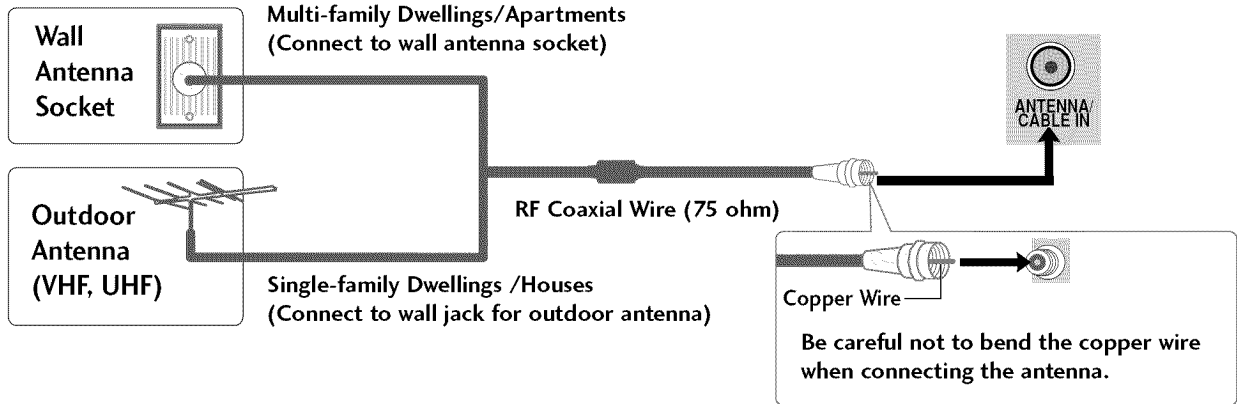 Wall
Antenna
Socket
Multi-family Dwellings/Apartments
(Connect to wall antenna socket)
Outdoor
Antenna
(VHF, UHF)
Single-family Dwellings /Houses
(Connect to wall jack for outdoor antenna)
RF Coaxial Wire (75 ohm)
ANTENNA/
CABLE IN
Copper Wire
Be careful not to bend the copper wire
when connecting the antenna.